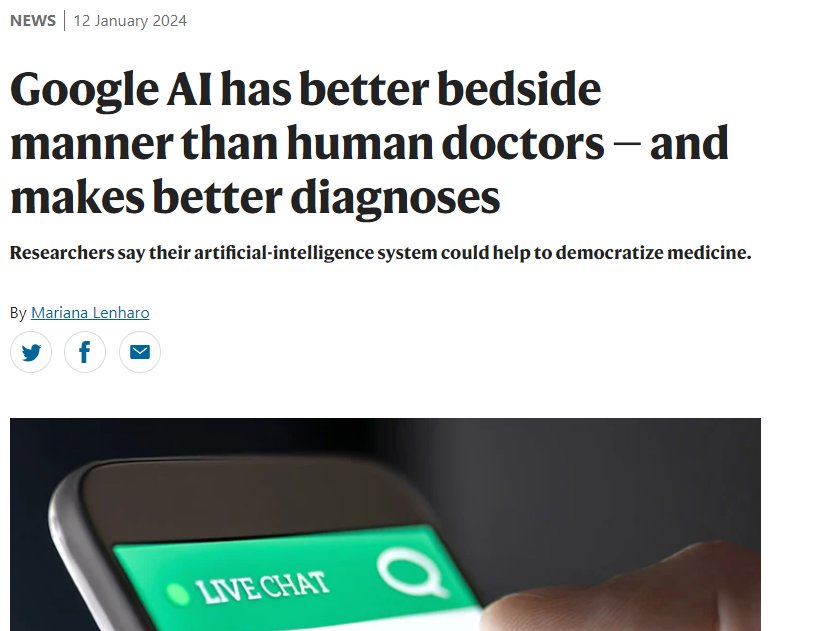 NEWS | 12 January 2024
Google AI has better bedside
manner than human doctors — and
makes better diagnoses
Researchers say their artificial-intelligence system could help to democratize medicine.
By Mariana Lenharo
LIVE CHAT